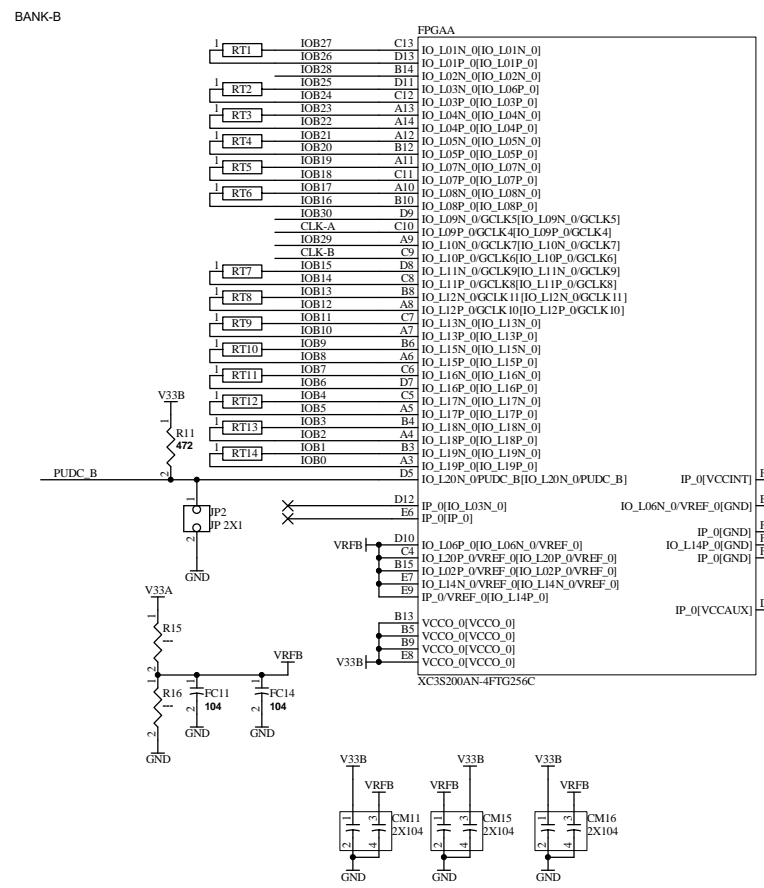 BANK-B
FPGAA
1 RT1 IOB27 C13 IO_L01N_0[IO_L01N_0]
IOB26 D13 IO_L01P_0[IO_L01P_0]
IOB28 B14 IO_L02N_0[IO_L02N_0]
1 RT2 IOB25 D11 IO_L03N_0[IO_L06P_0]
IOB24 C12 IO_L03P_0[IO_L03P_0]
1 RT3 IOB23 A13 IO_L04N_0[IO_L04N_0]
IOB22 A14 IO_L04P_0[IO_L04P_0]
1 RT4 IOB21 A12 IO_L05N_0[IO_L05N_0]
IOB20 B12 IO_L05P_0[IO_L05P_0]
1 RT5 IOB19 A11 IO_L07N_0[IO_L07N_0]
IOB18 C11 IO_L07P_0[IO_L07P_0]
1 RT6 IOB17 A10 IO_L08N_0[IO_L08N_0]
IOB16 B10 IO_L08P_0[IO_L08P_0]
IOB30 D9 IO_L09N_0/GCLK5[IO_L09N_0/GCLK5]
CLK-A C10 IO_L09P_0/GCLK4[IO_L09P_0/GCLK4]
IOB29 A9 IO_L10N_0/GCLK7[IO_L10N_0/GCLK7]
CLK-B C9 IO_L10P_0/GCLK6[IO_L10P_0/GCLK6]
1 RT7 IOB15 D8 IO_L11N_0/GCLK9[IO_L11N_0/GCLK9]
IOB14 C8 IO_L11P_0/GCLK8[IO_L11P_0/GCLK8]
1 RT8 IOB13 B8 IO_L12N_0/GCLK11[IO_L12N_0/GCLK11]
IOB12 A8 IO_L12P_0/GCLK10[IO_L12P_0/GCLK10]
1 RT9 IOB11 C7 IO_L13N_0[IO_L13N_0]
IOB10 A7 IO_L13P_0[IO_L13P_0]
1 RT10 IOB9 B6 IO_L15N_0[IO_L15N_0]
IOB8 A6 IO_L15P_0[IO_L15P_0]
1 RT11 IOB7 C6 IO_L16N_0[IO_L16N_0]
IOB6 D7 IO_L16P_0[IO_L16P_0]
1 RT12 IOB4 C5 IO_L17N_0[IO_L17N_0]
IOB5 A5 IO_L17P_0[IO_L17P_0]
1 RT13 IOB3 B4 IO_L18N_0[IO_L18N_0]
IOB2 A4 IO_L18P_0[IO_L18P_0]
1 RT14 IOB1 B3 IO_L19N_0[IO_L19N_0]
IOB0 A3 IO_L19P_0[IO_L19P_0]
V33B
1 R11
472
2
PUDC_B D5 IO_L20N_0/PUDC_B[IO_L20N_0/PUDC_B] IP_0[VCCINT]
1 JP2
JP 2X1
2
GND
D12 IP_0[IO_L03N_0] IO_L06N_0/VREF_0[GND]
E6 IP_0[IP_0]
IP_0[GND]
VRFB D10 IO_L06P_0[IO_L06N_0/VREF_0] IO_L14P_0[GND]
C4 IO_L20P_0/VREF_0[IO_L20P_0/VREF_0] IP_0[GND]
B15 IO_L02P_0/VREF_0[IO_L02P_0/VREF_0]
E7 IO_L14N_0/VREF_0[IO_L14N_0/VREF_0]
E9 IP_0/VREF_0[IO_L14P_0]
IP_0[VCCAUX]
B13 VCCO_0[VCCO_0]
B5 VCCO_0[VCCO_0]
B9 VCCO_0[VCCO_0]
V33B E8 VCCO_0[VCCO_0]
XC3S200AN-4FTG256C
V33A
1 R15
---
2
VRFB
1 R16
---
2
GND
1 FC11
104
2
GND
1 FC14
104
2
GND
V33B VRFB
1 3 CM11
2 4 2X104
GND
V33B
VRFB
1 3 CM15
2 4 2X104
GND
V33B VRFB
1 3 CM16
2 4 2X104
GND